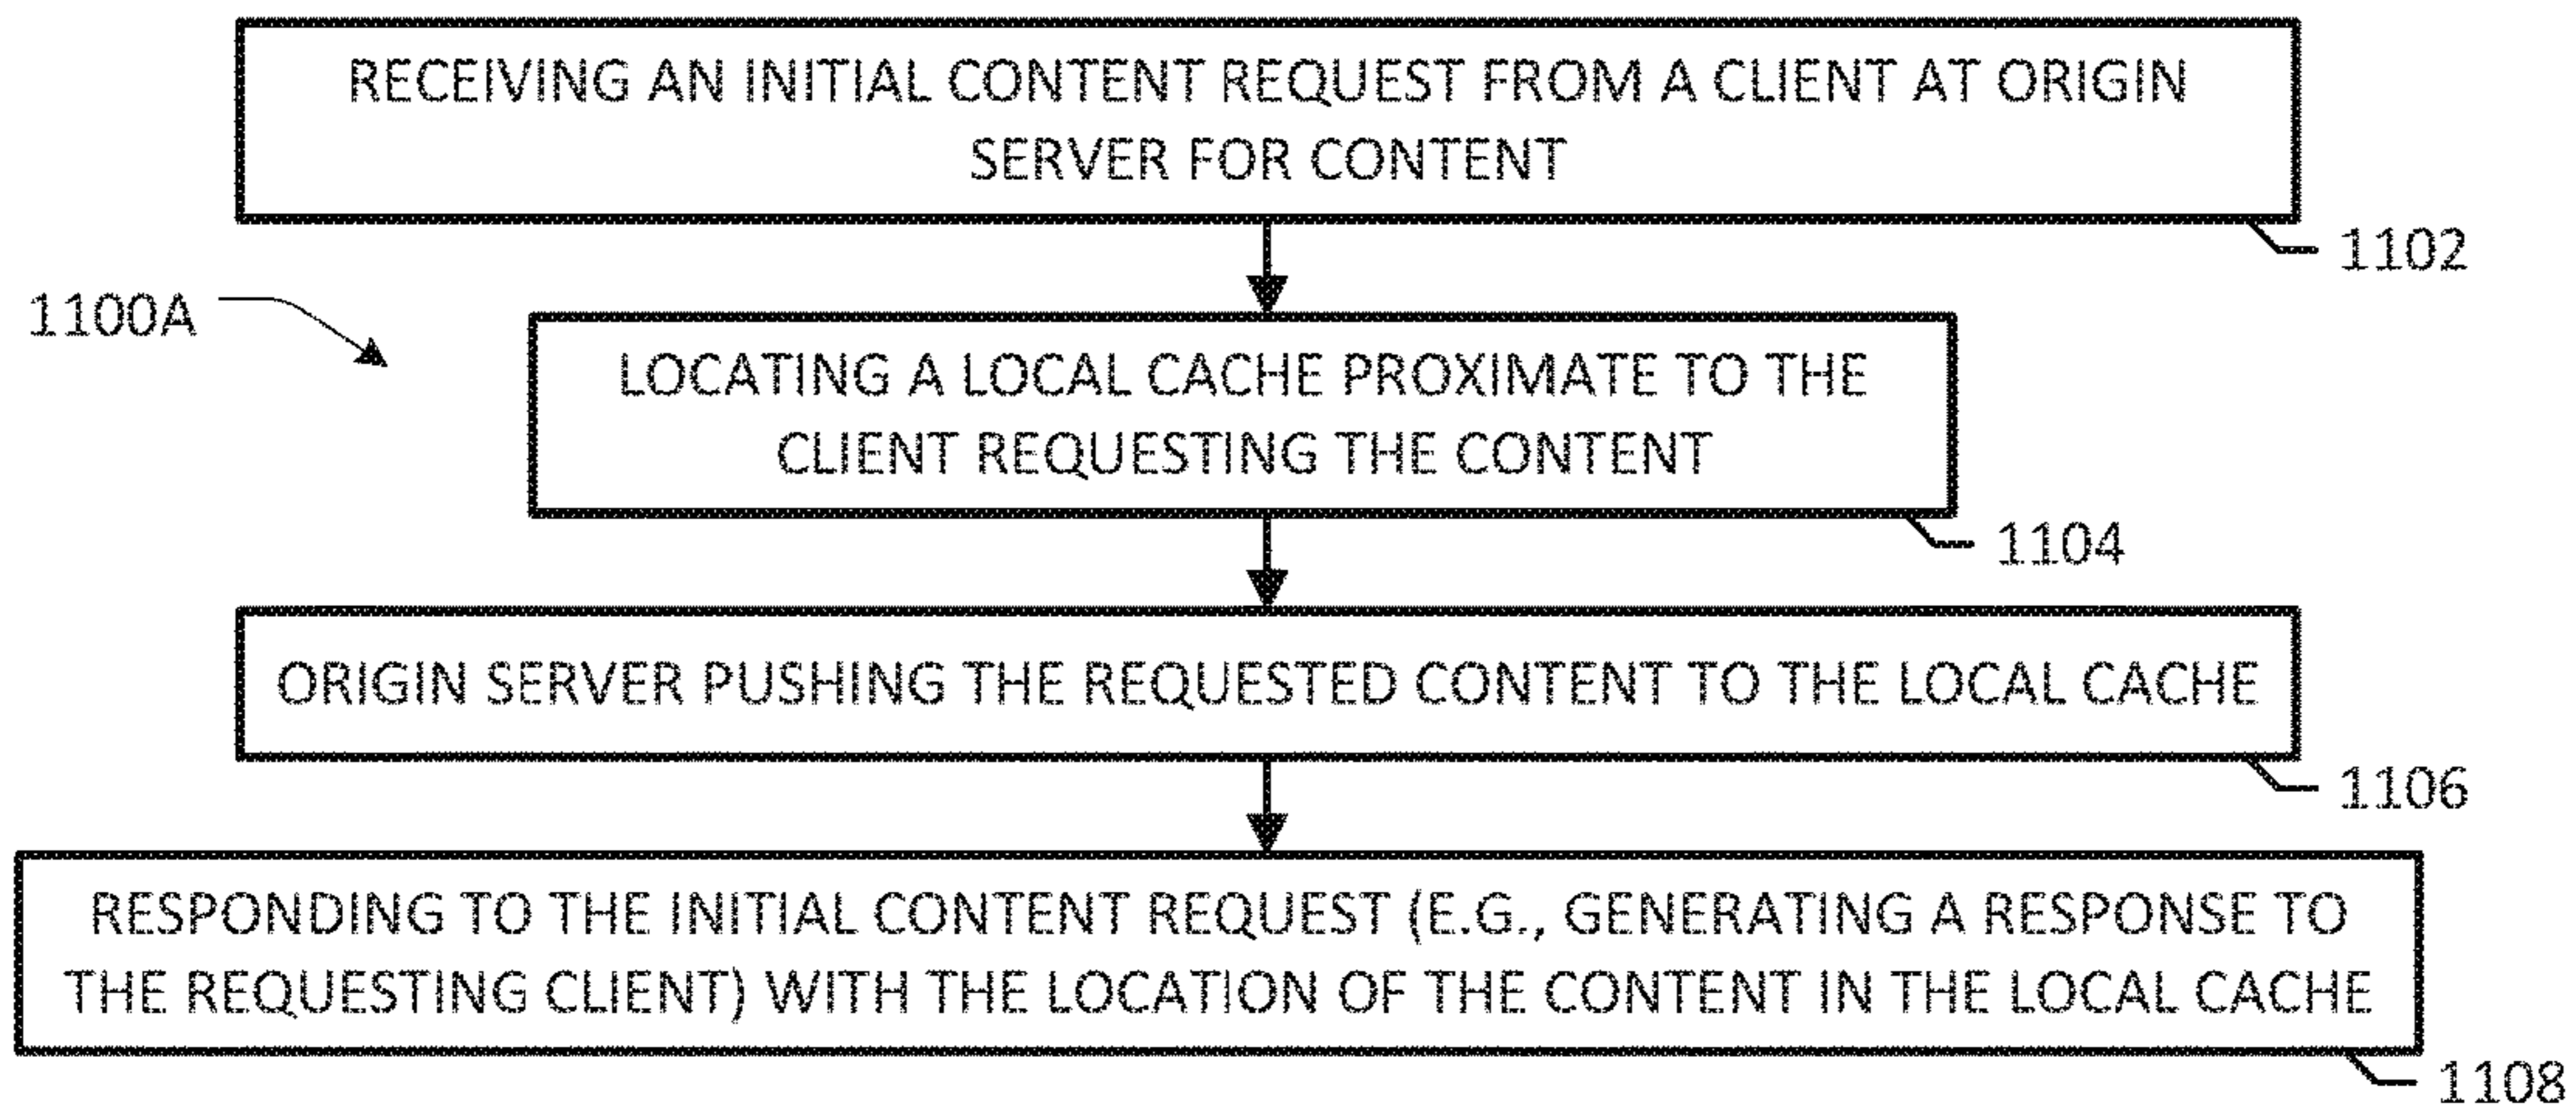 RECEIVING AN INITIAL CONTENT REQUEST FROM A CLIENT AT ORIGIN
SERVER FOR CONTENT
1102
1100A
LOCATING A LOCAL CACHE PROXIMATE TO THE
CLIENT REQUESTING THE CONTENT
1104
ORIGIN SERVER PUSHING THE REQUESTED CONTENT TO THE LOCAL CACHE
1106
RESPONDING TO THE INITIAL CONTENT REQUEST (E.G., GENERATING A RESPONSE TO
THE REQUESTING CLIENT) WITH THE LOCATION OF THE CONTENT IN THE LOCAL CACHE
1108